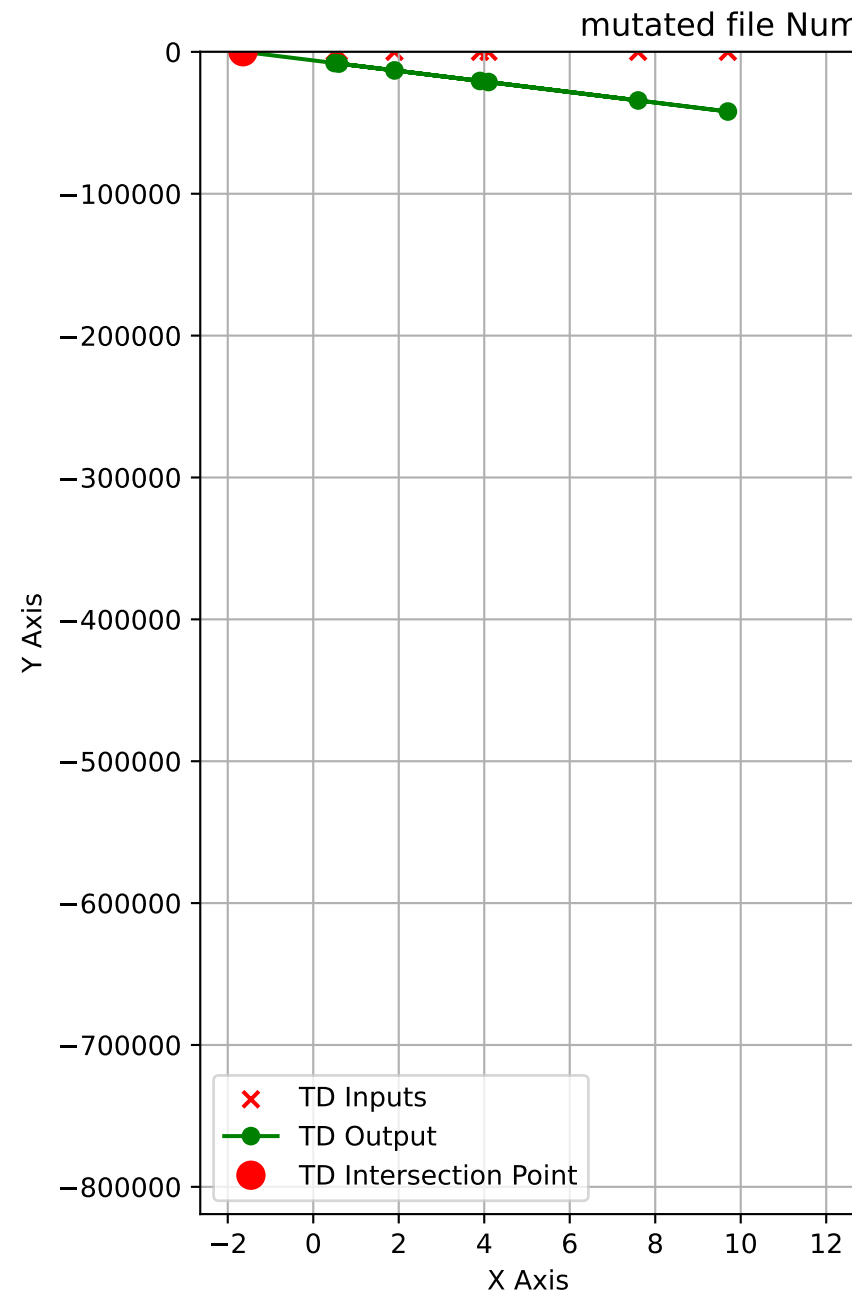 mutated file Num
0
−100000
−200000
−300000
−400000
−500000
−600000
−700000
−800000
Y Axis
TD Inputs
TD Output
TD Intersection Point
−2 0 2 4 6 8 10 12
X Axis